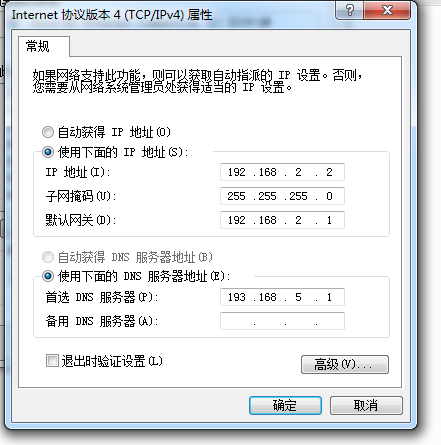 Internet 协议版本 4 (TCP/IPv4) 属性
常规
如果网络支持此功能，则可以获取自动指派的 IP 设置。否则，
您需要从网络系统管理员处获得适当的 IP 设置。
自动获得 IP 地址(O)
使用下面的 IP 地址(S):
IP 地址(I): 192 .168 . 2 . 2
子网掩码(U): 255 .255 .255 . 0
默认网关(D): 192 .168 . 2 . 1
自动获得 DNS 服务器地址(B)
使用下面的 DNS 服务器地址(E):
首选 DNS 服务器(P): 193 .168 . 5 . 1
备用 DNS 服务器(A): . . .
退出时验证设置(L)
高级(V)...
确定 取消